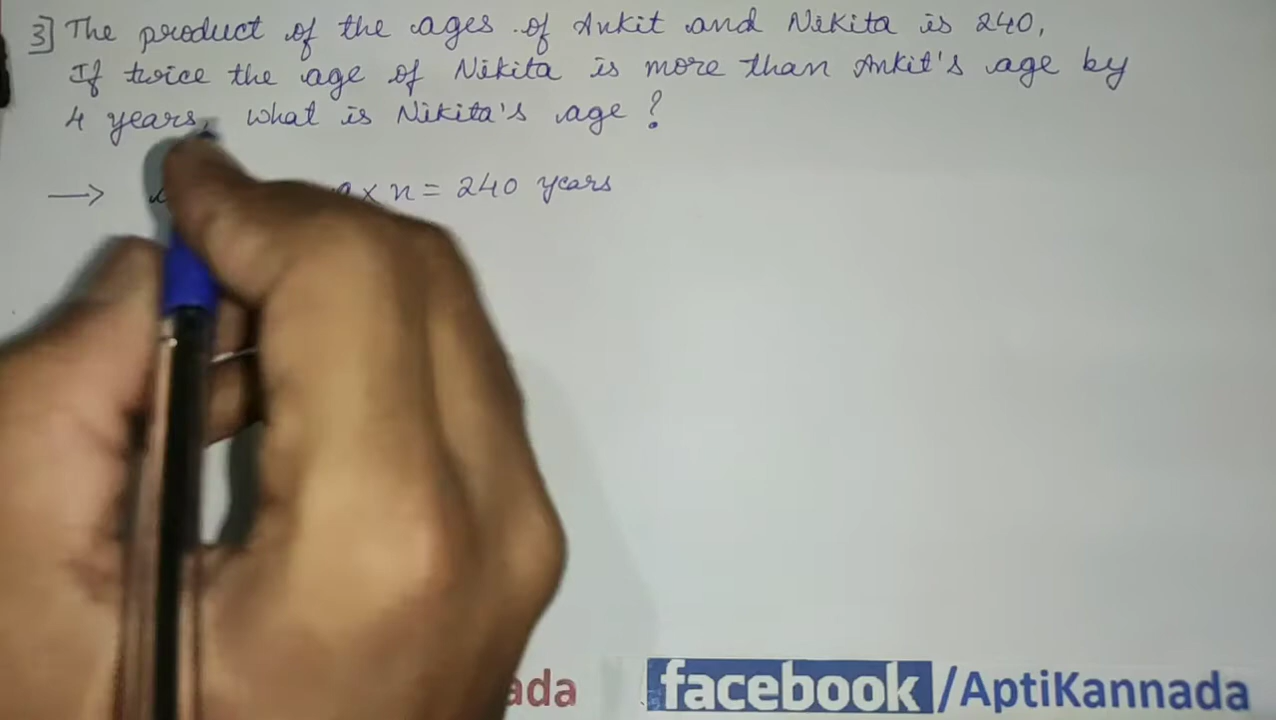 3] The product of the ages of Ankit and Nikita is 240,
If twice the age of Nikita is more than Ankit's age by
4 years, what is Nikita's age ?
→ a × n = 240 years
facebook/AptiKannada